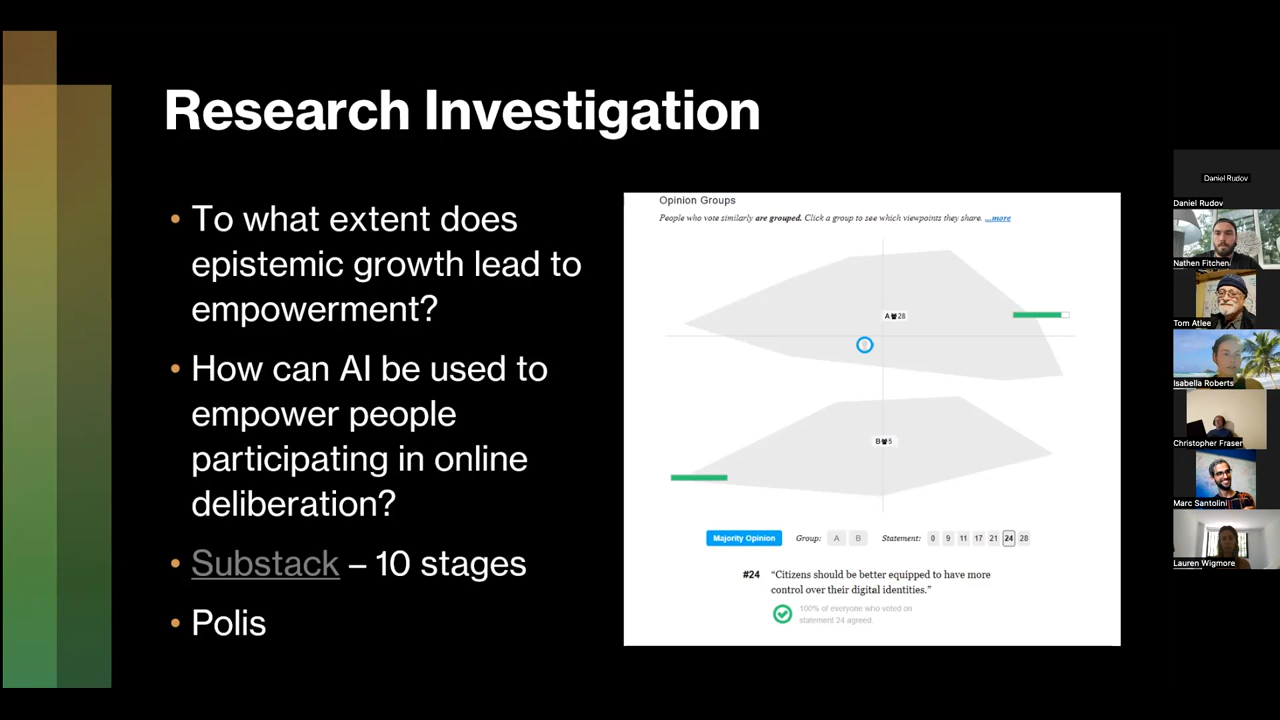 Research Investigation
• To what extent does
epistemic growth lead to
empowerment?
• How can AI be used to
empower people
participating in online
deliberation?
• Substack – 10 stages
• Polis
Opinion Groups
People who vote similarly are grouped. Click a group to see which viewpoints they share. ...more
A 28
B 5
Majority Opinion Group: A B Statement: 0 9 11 17 21 24 28
#24 “Citizens should be better equipped to have more
control over their digital identities.”
100% of everyone who voted on
statement 24 agreed.
Daniel Rudov
Daniel Rudov
Nathen Fitchen
Tom Atlee
Isabella Roberts
Christopher Fraser
Marc Santolini
Lauren Wigmore